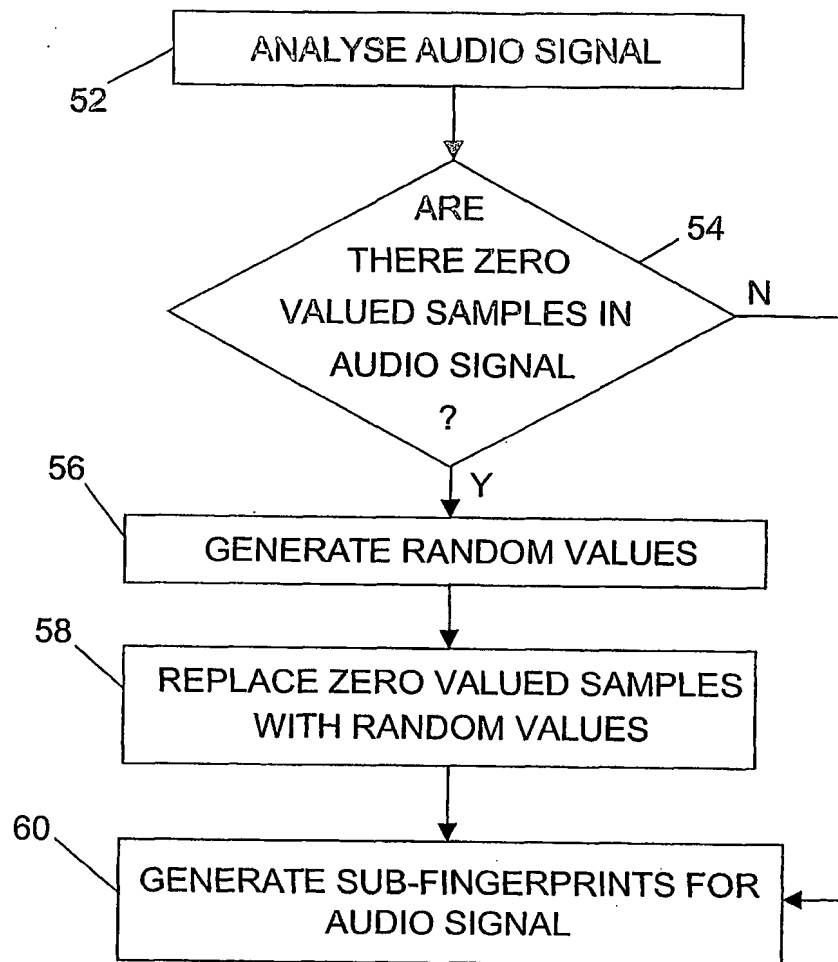 ANALYSE AUDIO SIGNAL
52
ARE
THERE ZERO
VALUED SAMPLES IN
AUDIO SIGNAL
?
54
N
Y
56
GENERATE RANDOM VALUES
58
REPLACE ZERO VALUED SAMPLES
WITH RANDOM VALUES
60
GENERATE SUB-FINGERPRINTS FOR
AUDIO SIGNAL